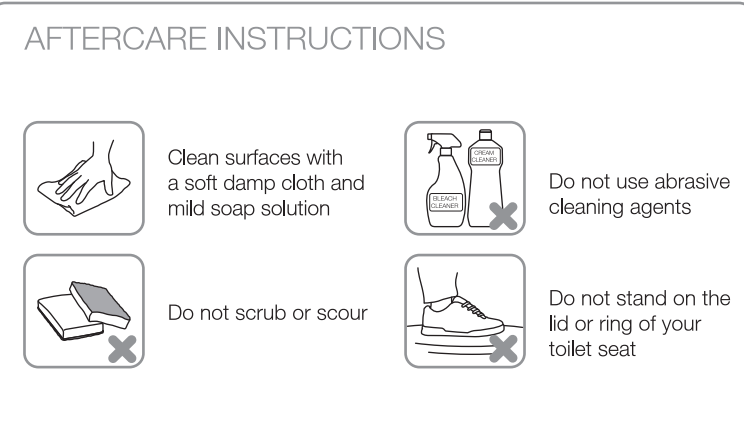 AFTERCARE INSTRUCTIONS
Clean surfaces with
a soft damp cloth and
mild soap solution
BLEACH
CLEANER
CREAM
CLEANER
Do not use abrasive
cleaning agents
Do not scrub or scour
Do not stand on the
lid or ring of your
toilet seat